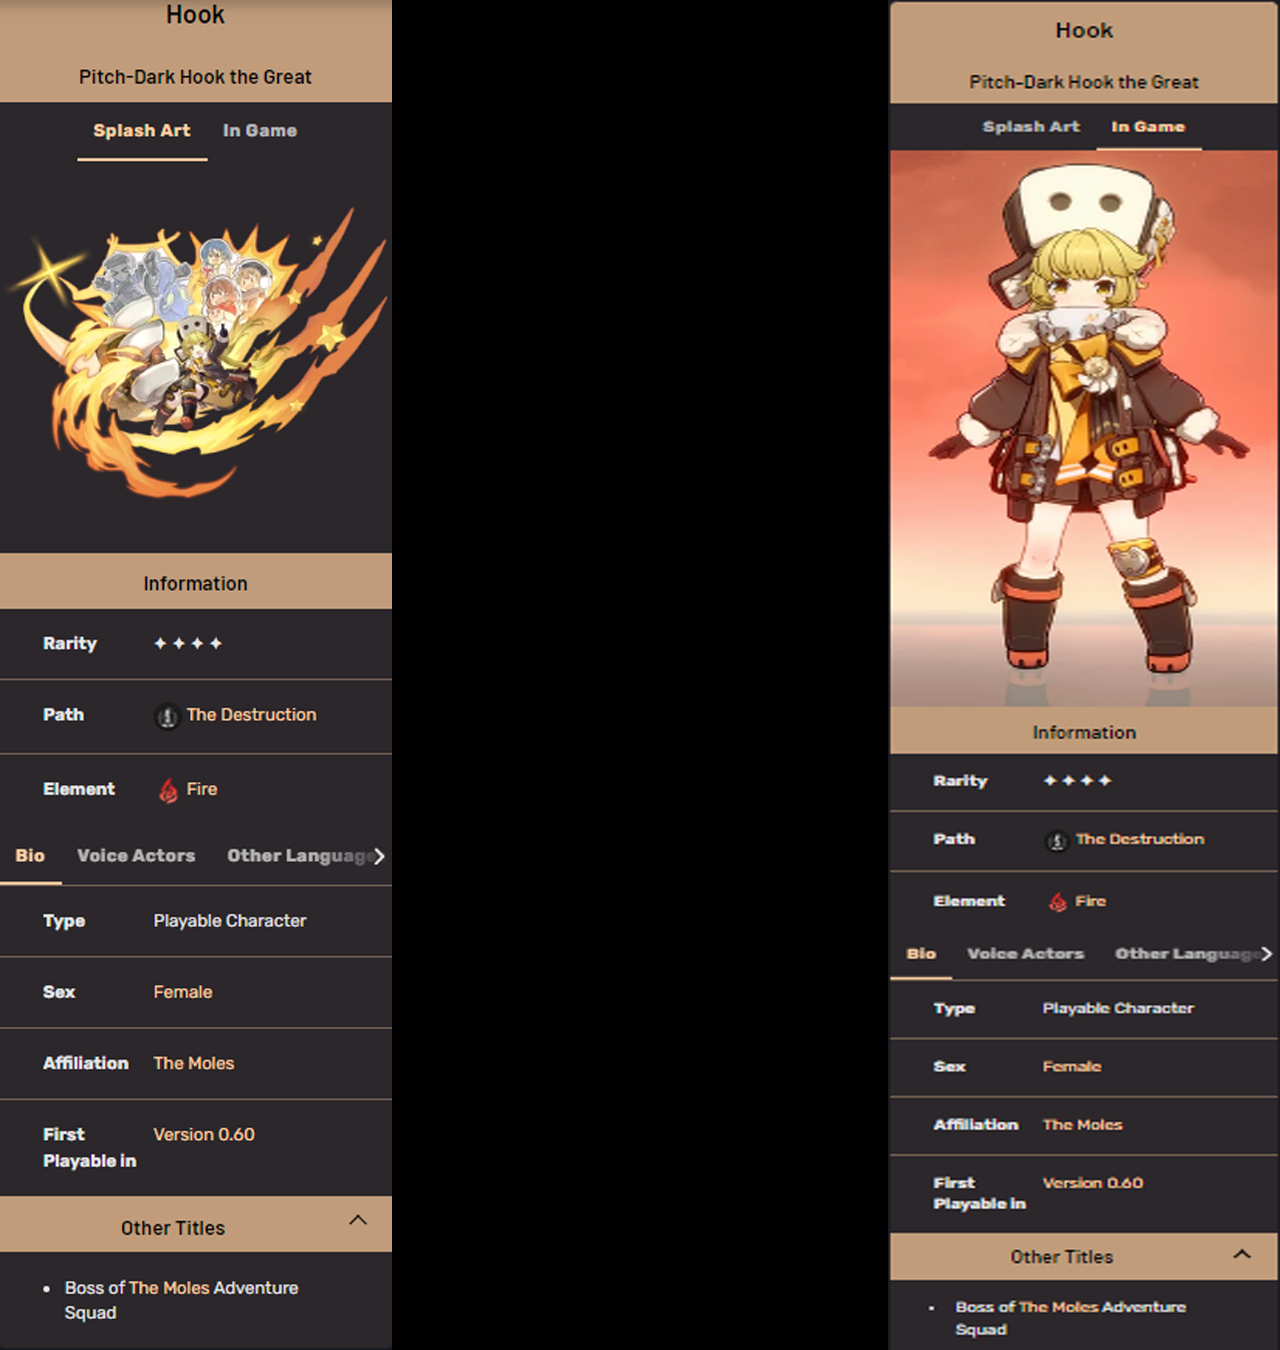 Hook
Pitch-Dark Hook the Great
Splash Art In Game
Information
Rarity
Path The Destruction
Element Fire
Bio Voice Actors Other Language
Type Playable Character
Sex Female
Affiliation The Moles
First Version 0.60
Playable in
Other Titles
• Boss of The Moles Adventure
Squad
Hook
Pitch-Dark Hook the Great
Splash Art In Game
Information
Rarity
Path The Destruction
Element Fire
Bio Voice Actors Other Language
Type Playable Character
Sex Female
Affiliation The Moles
First Version 0.60
Playable in
Other Titles
• Boss of The Moles Adventure
Squad